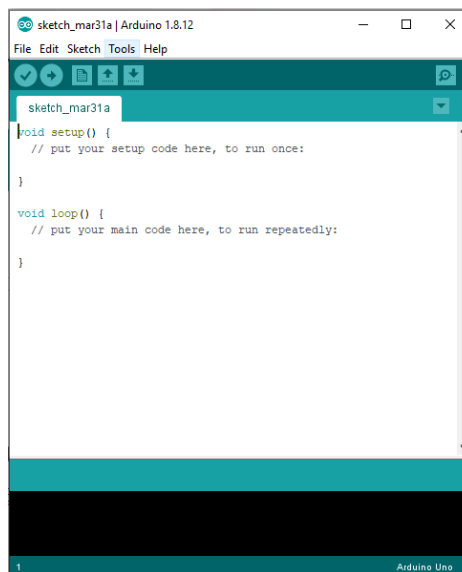 sketch_mar31a | Arduino 1.8.12
File Edit Sketch Tools Help
sketch_mar31a
void setup() {
  // put your setup code here, to run once:
}
void loop() {
  // put your main code here, to run repeatedly:
}
1 Arduino Uno